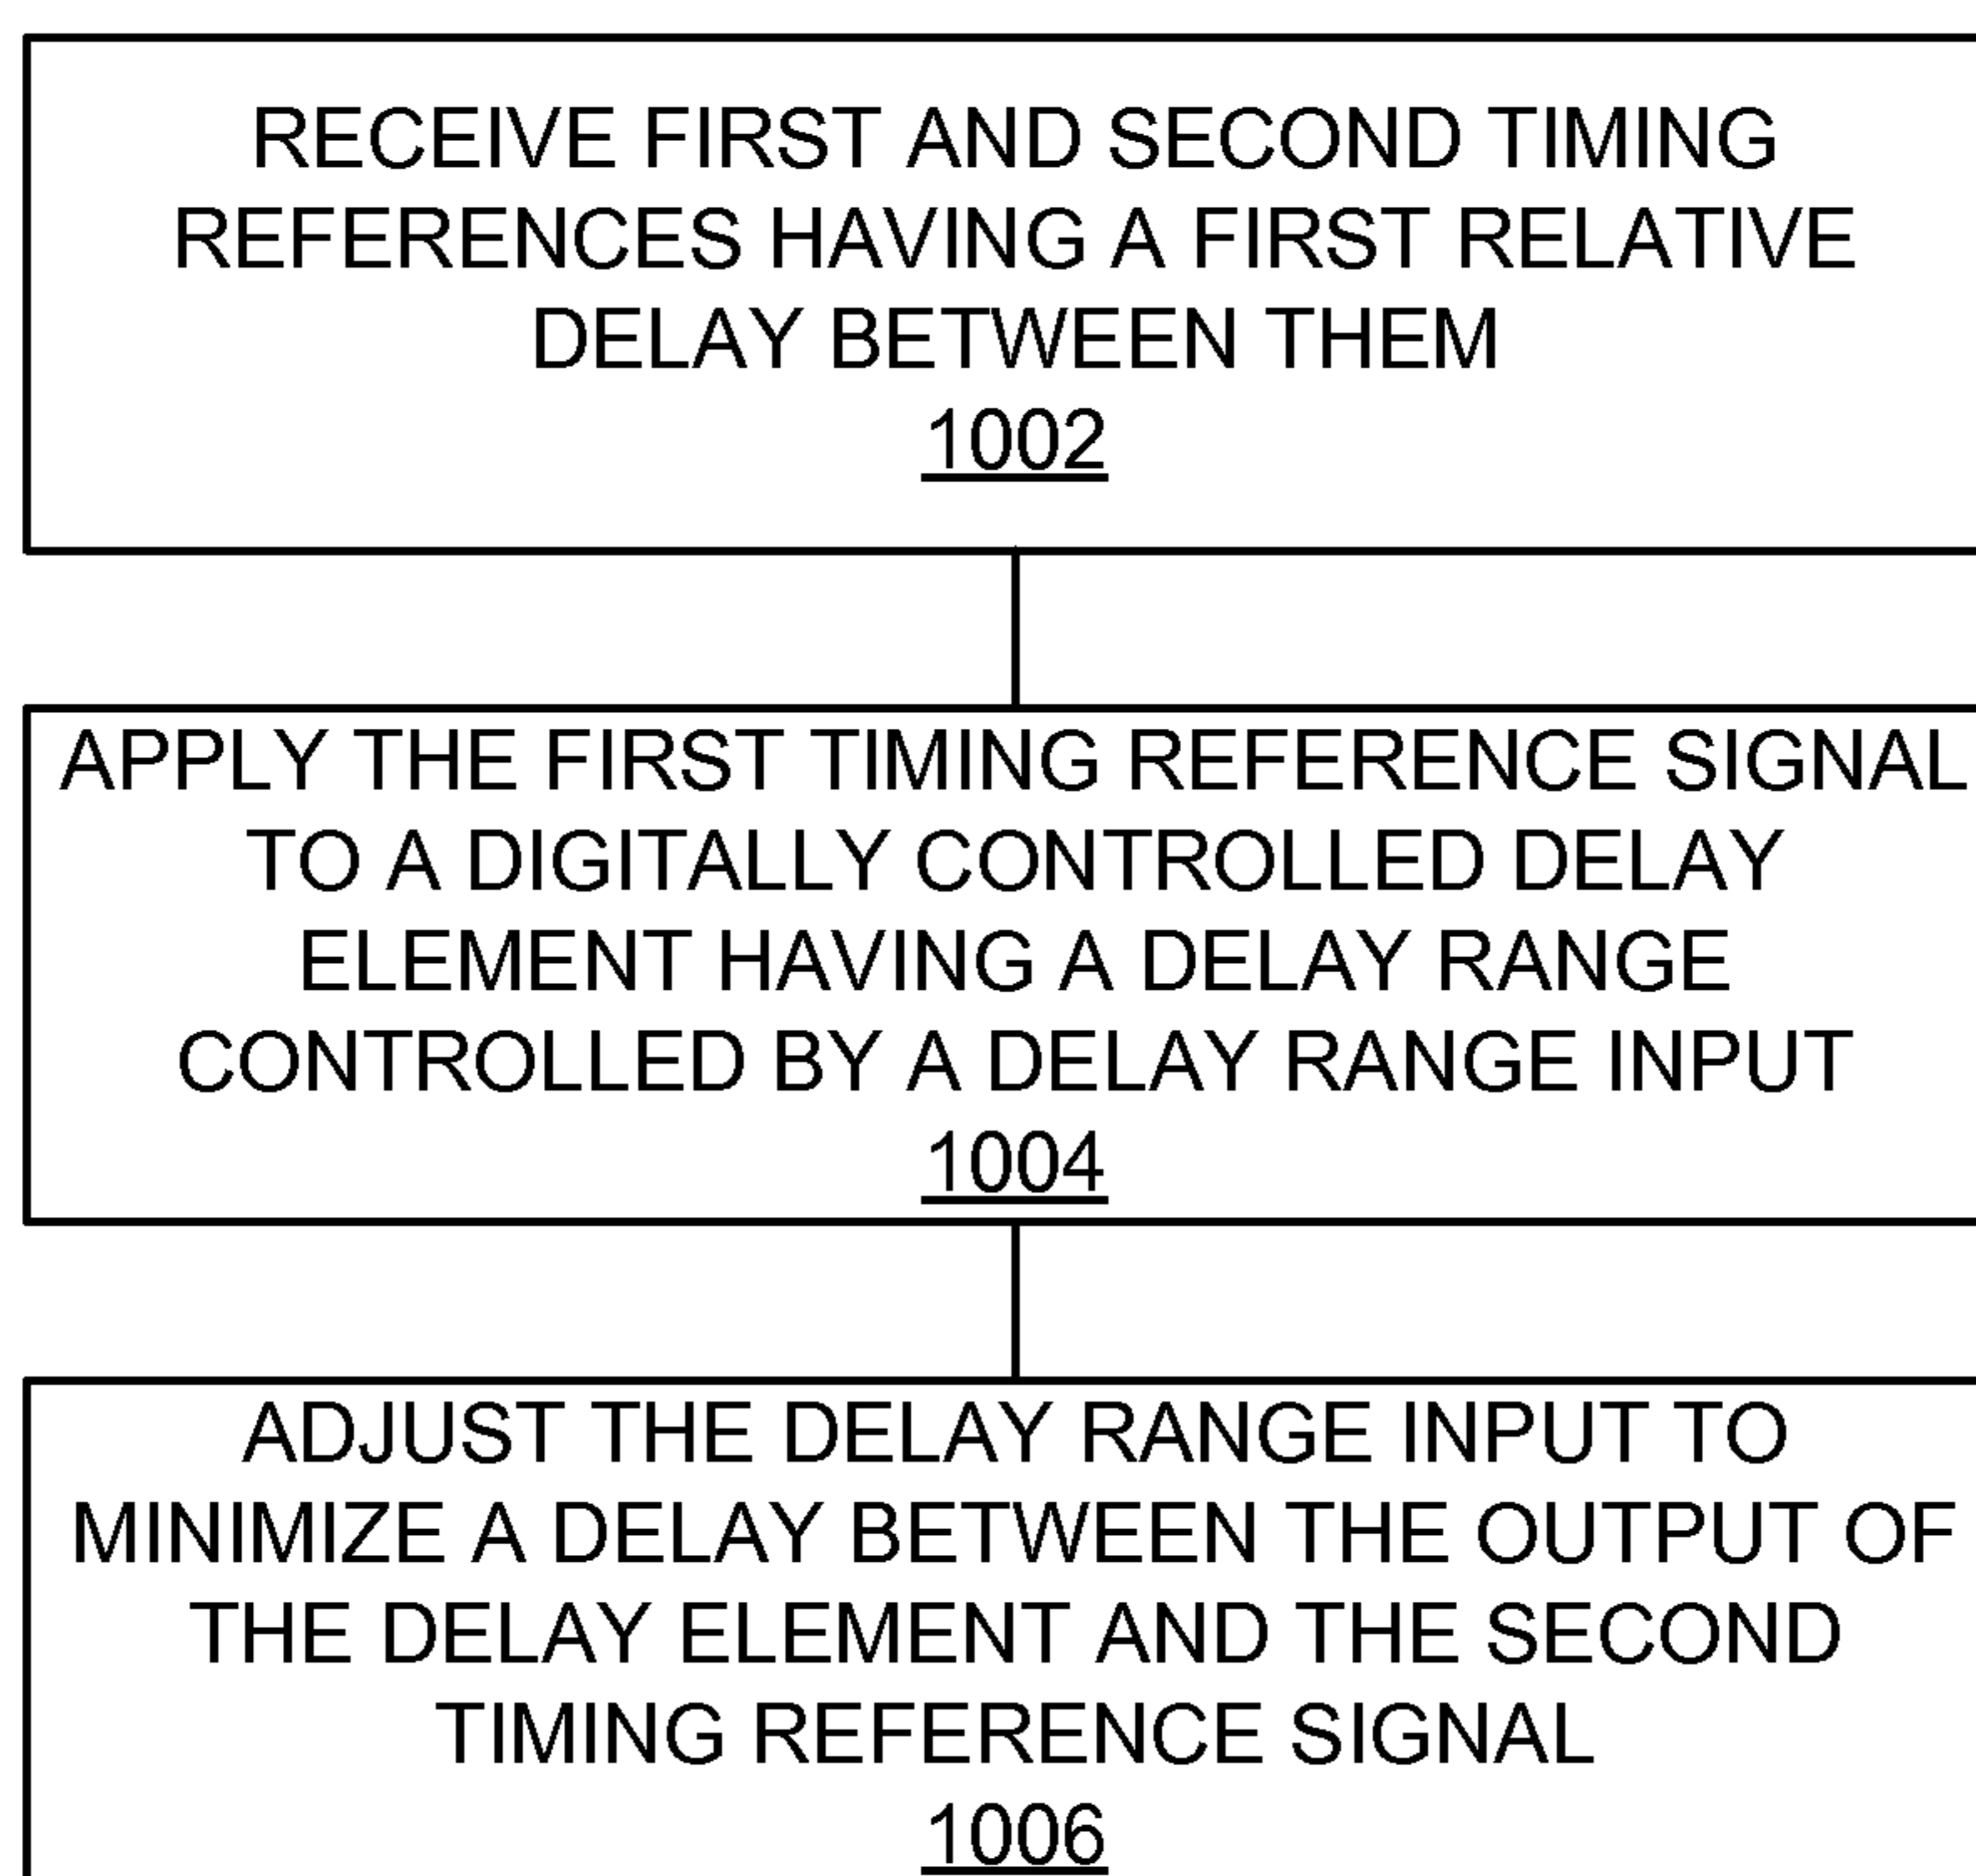 RECEIVE FIRST AND SECOND TIMING
REFERENCES HAVING A FIRST RELATIVE
DELAY BETWEEN THEM
1002
APPLY THE FIRST TIMING REFERENCE SIGNAL
TO A DIGITALLY CONTROLLED DELAY
ELEMENT HAVING A DELAY RANGE
CONTROLLED BY A DELAY RANGE INPUT
1004
ADJUST THE DELAY RANGE INPUT TO
MINIMIZE A DELAY BETWEEN THE OUTPUT OF
THE DELAY ELEMENT AND THE SECOND
TIMING REFERENCE SIGNAL
1006